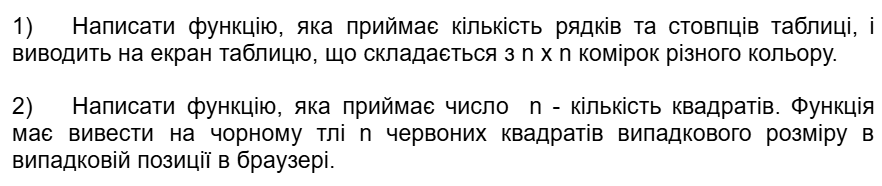 1) Написати функцію, яка приймає кількість рядків та стовпців таблиці, і
виводить на екран таблицю, що складається з n x n комірок різного кольору.
2) Написати функцію, яка приймає число n - кількість квадратів. Функція
має вивести на чорному тлі n червоних квадратів випадкового розміру в
випадковій позиції в браузері.